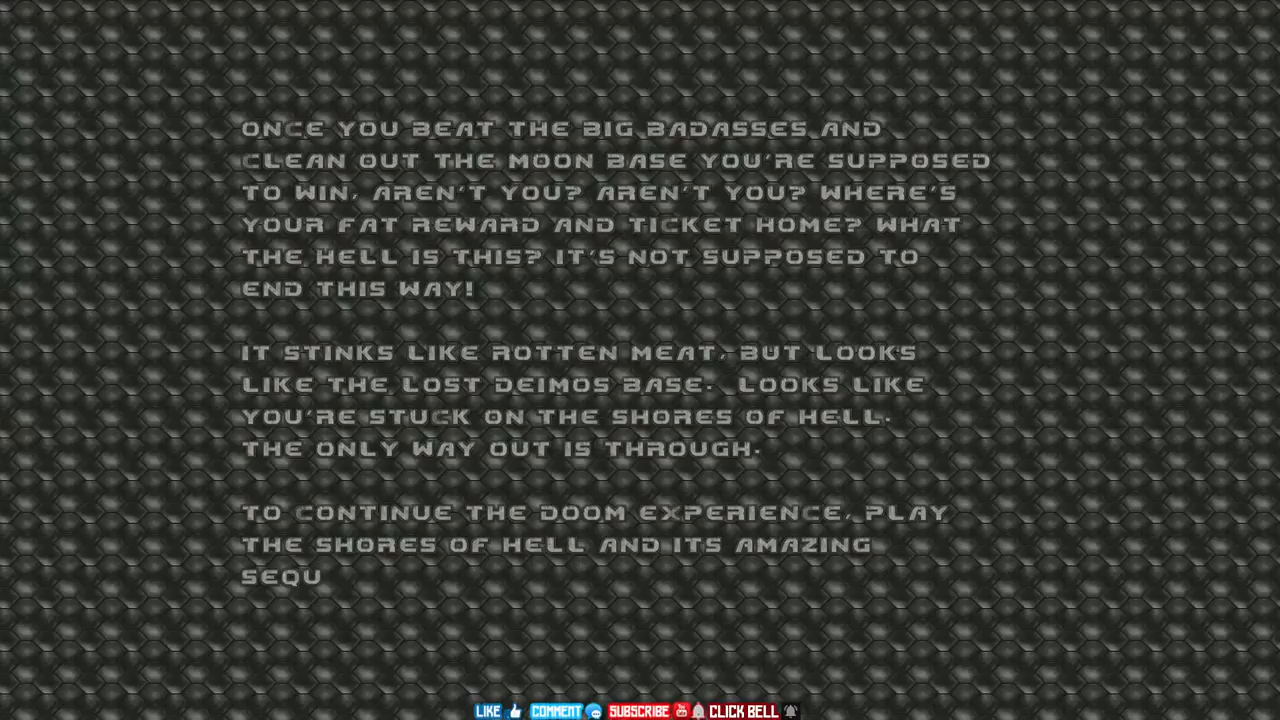 ONCE YOU BEAT THE BIG BADASSES AND
CLEAN OUT THE MOON BASE YOU'RE SUPPOSED
TO WIN, AREN'T YOU? AREN'T YOU? WHERE'S
YOUR FAT REWARD AND TICKET HOME? WHAT
THE HELL IS THIS? IT'S NOT SUPPOSED TO
END THIS WAY!
IT STINKS LIKE ROTTEN MEAT, BUT LOOKS
LIKE THE LOST DEIMOS BASE.  LOOKS LIKE
YOU'RE STUCK ON THE SHORES OF HELL.
THE ONLY WAY OUT IS THROUGH.
TO CONTINUE THE DOOM EXPERIENCE, PLAY
THE SHORES OF HELL AND ITS AMAZING
SEQU
LIKE COMMENT SUBSCRIBE CLICK BELL